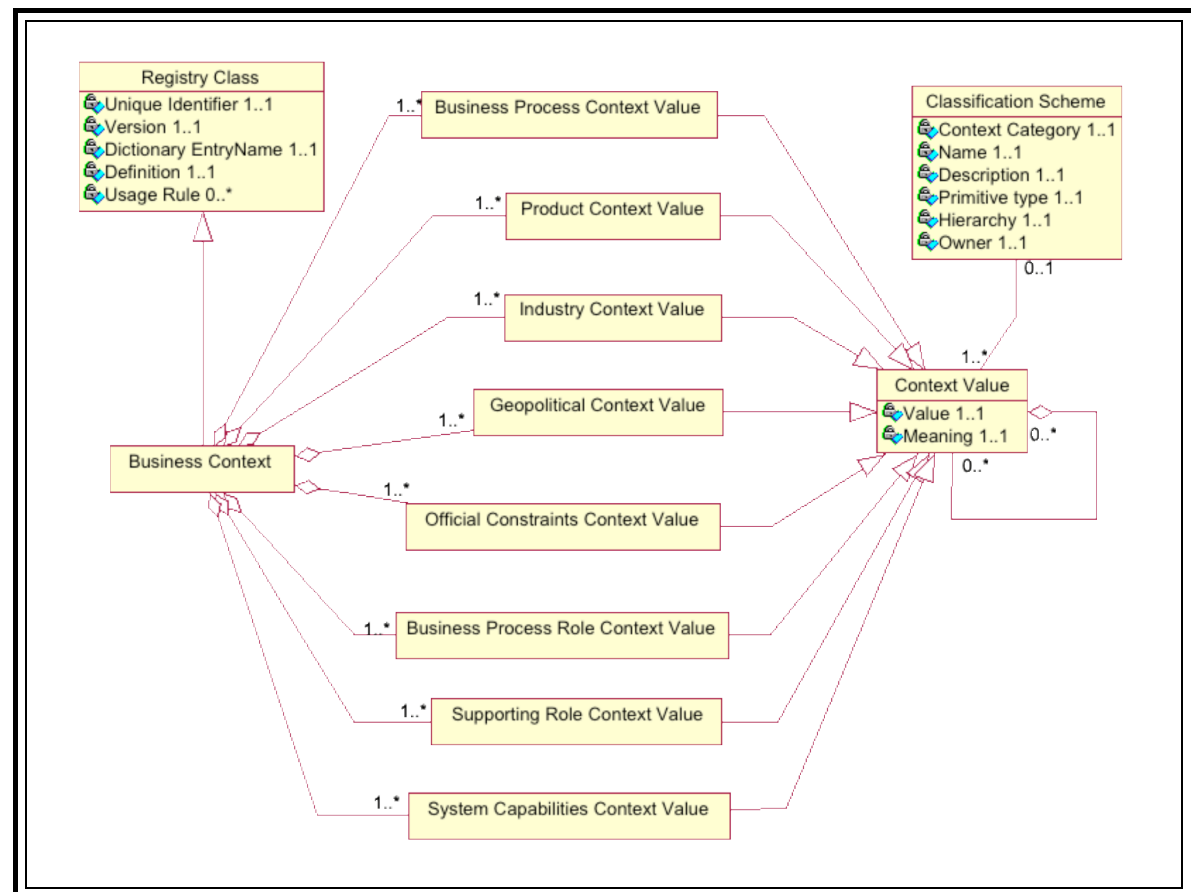 Registry Class
Unique Identifier 1..1
Version 1..1
Dictionary EntryName 1..1
Definition 1..1
Usage Rule 0..*
1..*
Business Process Context Value
Classification Scheme
Context Category 1..1
Name 1..1
Description 1..1
Primitive type 1..1
Hierarchy 1..1
Owner 1..1
0..1
1..*
Product Context Value
1..*
Industry Context Value
1..*
Context Value
Value 1..1
Meaning 1..1
0..*
0..*
1..*
Geopolitical Context Value
Business Context
1..*
Official Constraints Context Value
1..*
Business Process Role Context Value
1..*
Supporting Role Context Value
1..*
System Capabilities Context Value